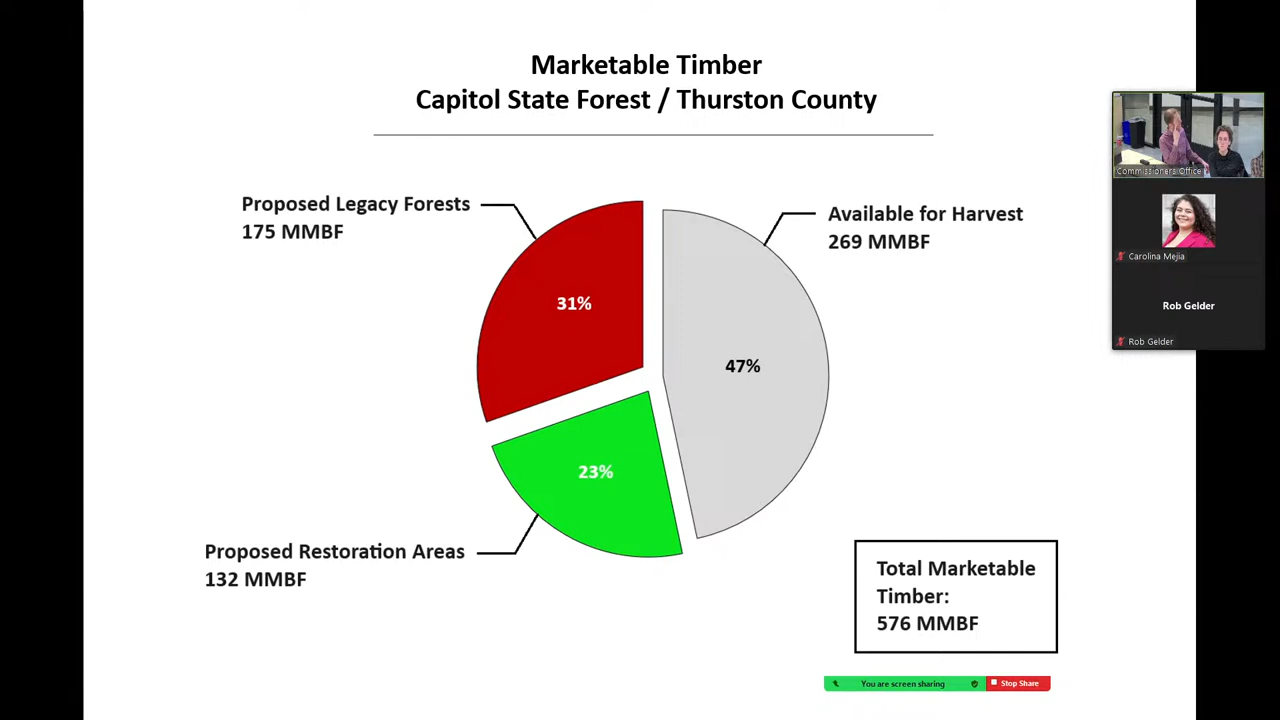 Marketable Timber
Capitol State Forest / Thurston County
Proposed Legacy Forests
175 MMBF
Available for Harvest
269 MMBF
31%
47%
23%
Proposed Restoration Areas
132 MMBF
Total Marketable
Timber:
576 MMBF
Commissioners Office
Carolina Mejia
Rob Gelder
Rob Gelder
You are screen sharing
Stop Share